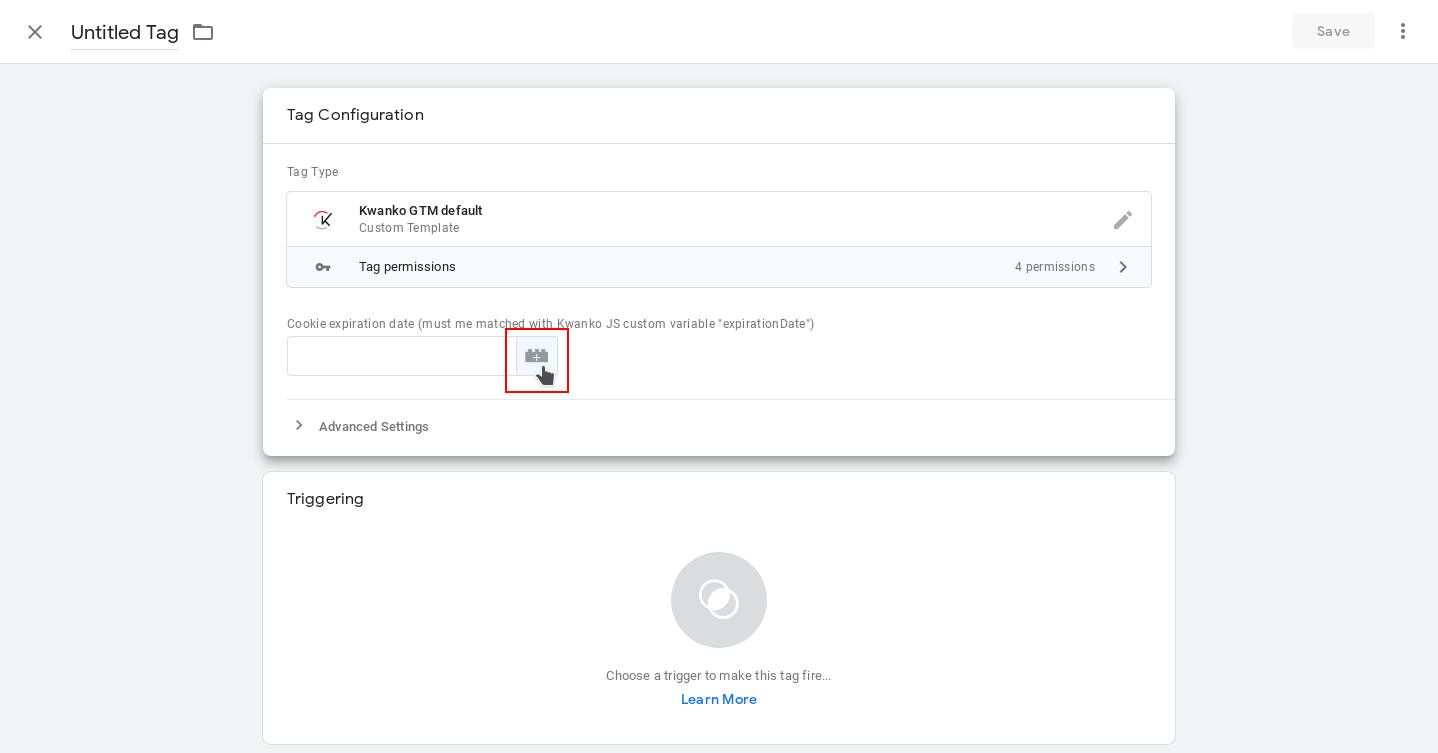 Untitled Tag
Save
Tag Configuration
Tag Type
Kwanko GTM default
Custom Template
Tag permissions
4 permissions
Cookie expiration date (must me matched with Kwanko JS custom variable "expirationDate")
Advanced Settings
Triggering
Choose a trigger to make this tag fire...
Learn More